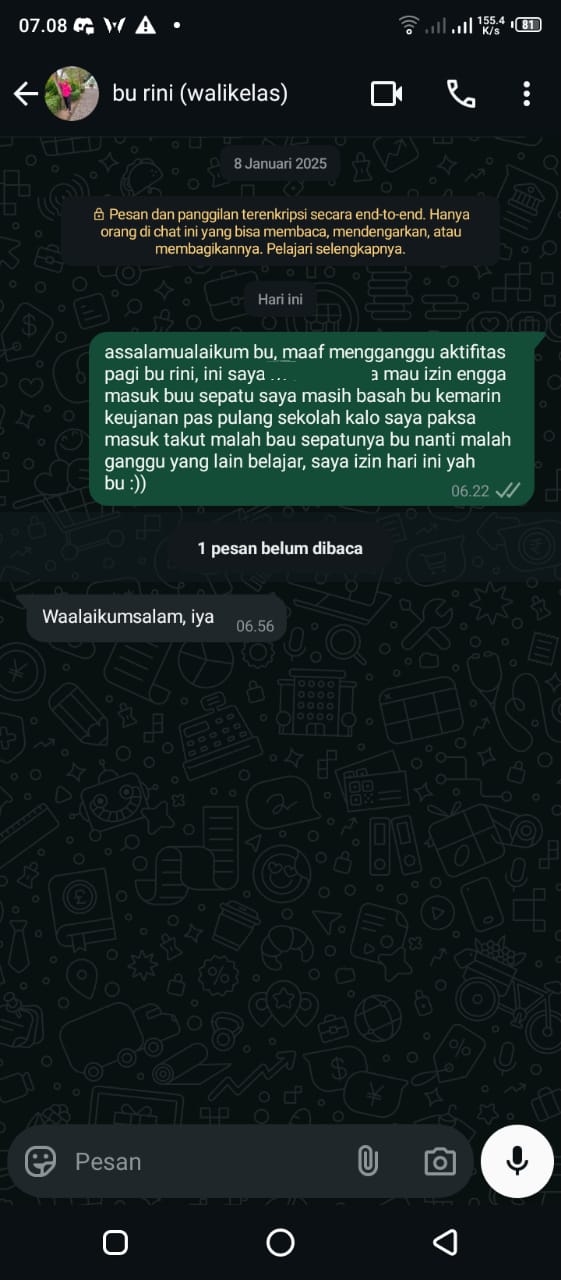 07.08
155.4
K/s
81
bu rini (walikelas)
8 Januari 2025
Pesan dan panggilan terenkripsi secara end-to-end. Hanya
orang di chat ini yang bisa membaca, mendengarkan, atau
membagikannya. Pelajari selengkapnya.
Hari ini
assalamualaikum bu, maaf mengganggu aktifitas
pagi bu rini, ini saya a mau izin engga
masuk buu sepatu saya masih basah bu kemarin
keujanan pas pulang sekolah kalo saya paksa
masuk takut malah bau sepatunya bu nanti malah
ganggu yang lain belajar, saya izin hari ini yah
bu :))
06.22
1 pesan belum dibaca
Waalaikumsalam, iya
06.56
Pesan